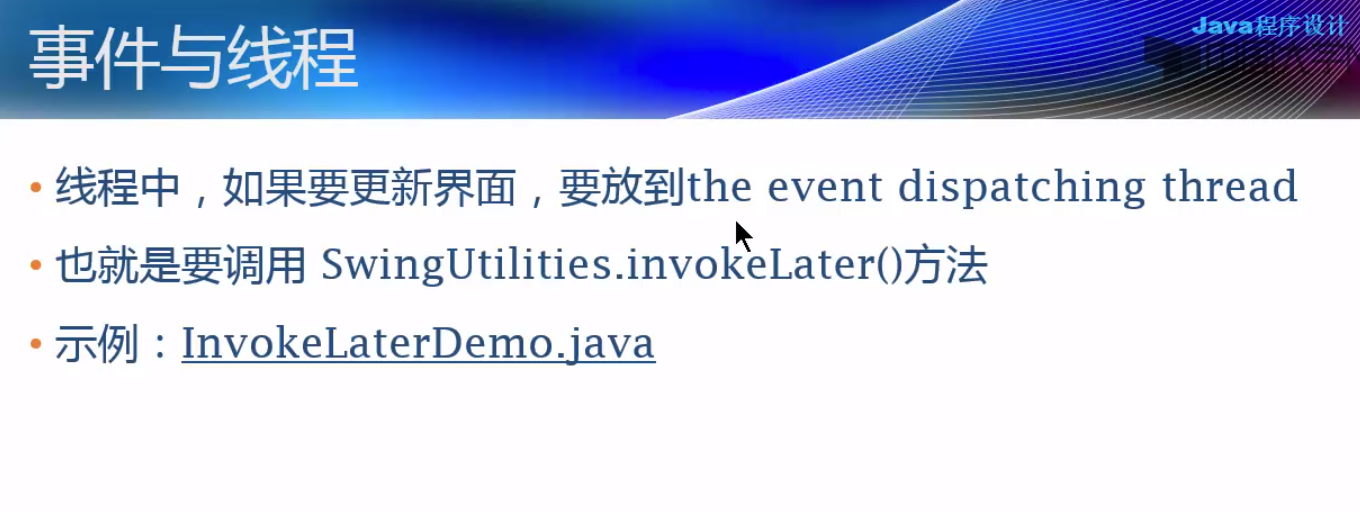 Java程序设计
事件与线程
• 线程中，如果要更新界面，要放到the event dispatching thread
• 也就是要调用 SwingUtilities.invokeLater()方法
• 示例：InvokeLaterDemo.java